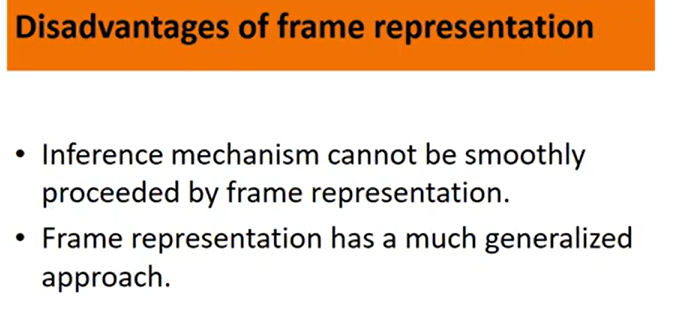 Disadvantages of frame representation
• Inference mechanism cannot be smoothly
proceeded by frame representation.
• Frame representation has a much generalized
approach.